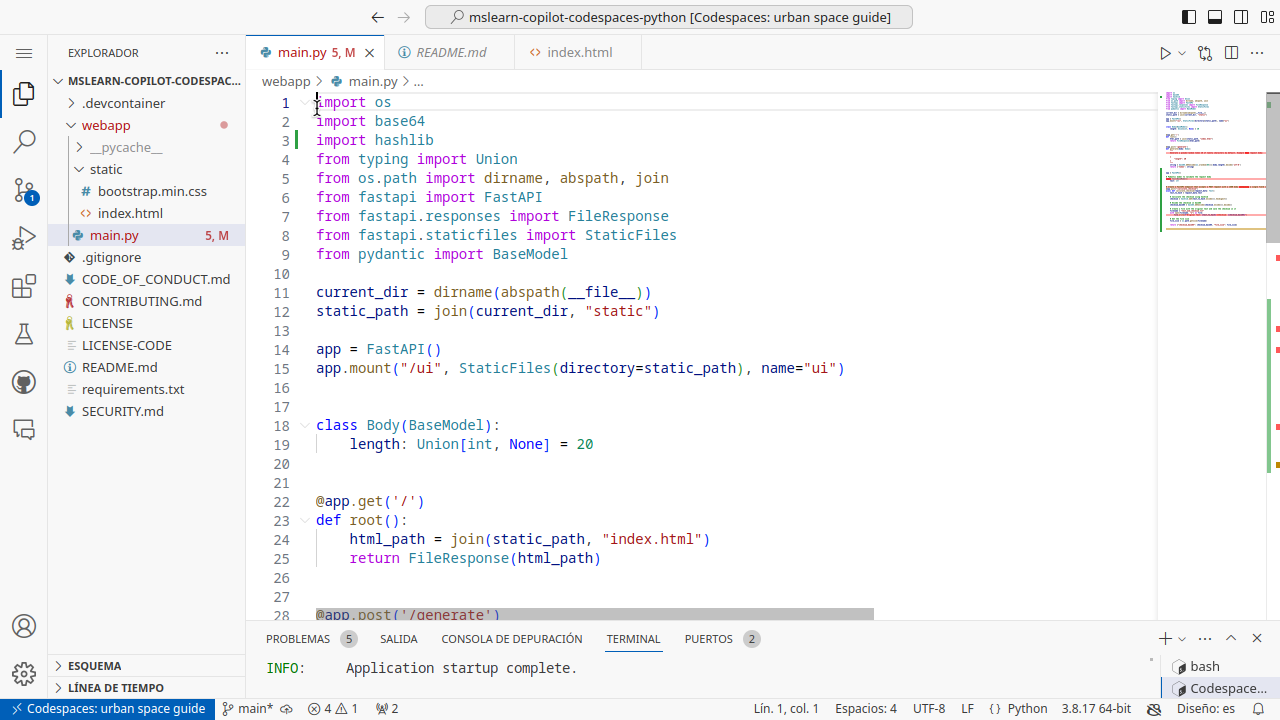 mslearn-copilot-codespaces-python [Codespaces: urban space guide]
EXPLORADOR
MSLEARN-COPILOT-CODESPAC...
.devcontainer
webapp
__pycache__
static
bootstrap.min.css
index.html
main.py 5, M
.gitignore
CODE_OF_CONDUCT.md
CONTRIBUTING.md
LICENSE
LICENSE-CODE
README.md
requirements.txt
SECURITY.md
ESQUEMA
LÍNEA DE TIEMPO
1
main.py 5, M
README.md
index.html
webapp > main.py > ...
1 import os
2 import base64
3 import hashlib
4 from typing import Union
5 from os.path import dirname, abspath, join
6 from fastapi import FastAPI
7 from fastapi.responses import FileResponse
8 from fastapi.staticfiles import StaticFiles
9 from pydantic import BaseModel
10
11 current_dir = dirname(abspath(__file__))
12 static_path = join(current_dir, "static")
13
14 app = FastAPI()
15 app.mount("/ui", StaticFiles(directory=static_path), name="ui")
16
17
18 class Body(BaseModel):
19     length: Union[int, None] = 20
20
21
22 @app.get('/')
23 def root():
24     html_path = join(static_path, "index.html")
25     return FileResponse(html_path)
26
27
28 @app.post('/generate')
PROBLEMAS 5 SALIDA CONSOLA DE DEPURACIÓN TERMINAL PUERTOS 2
INFO:     Application startup complete.
bash
Codespace...
Codespaces: urban space guide main* 4 1 2 Lín. 1, col. 1 Espacios: 4 UTF-8 LF Python 3.8.17 64-bit Diseño: es